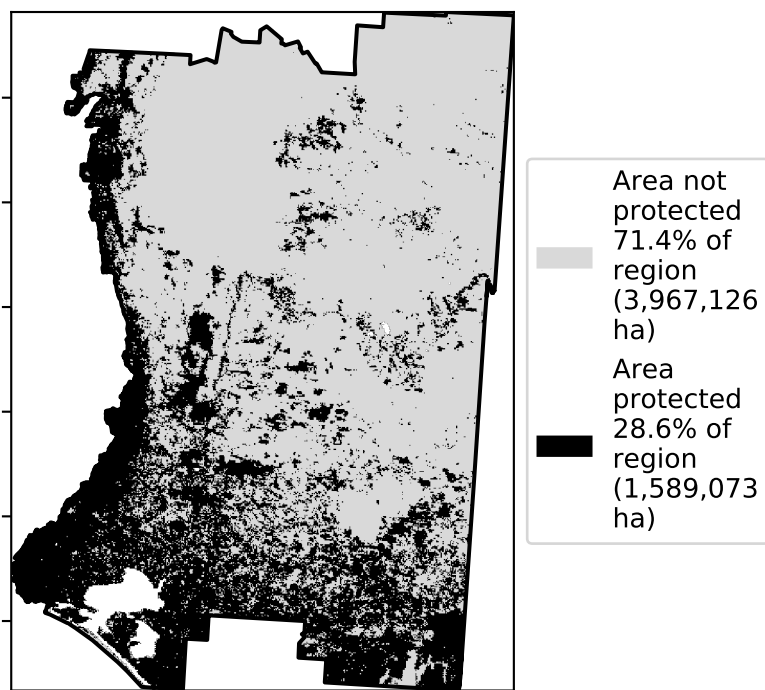 Area not
protected
71.4% of
region
(3,967,126
ha)
Area
protected
28.6% of
region
(1,589,073
ha)